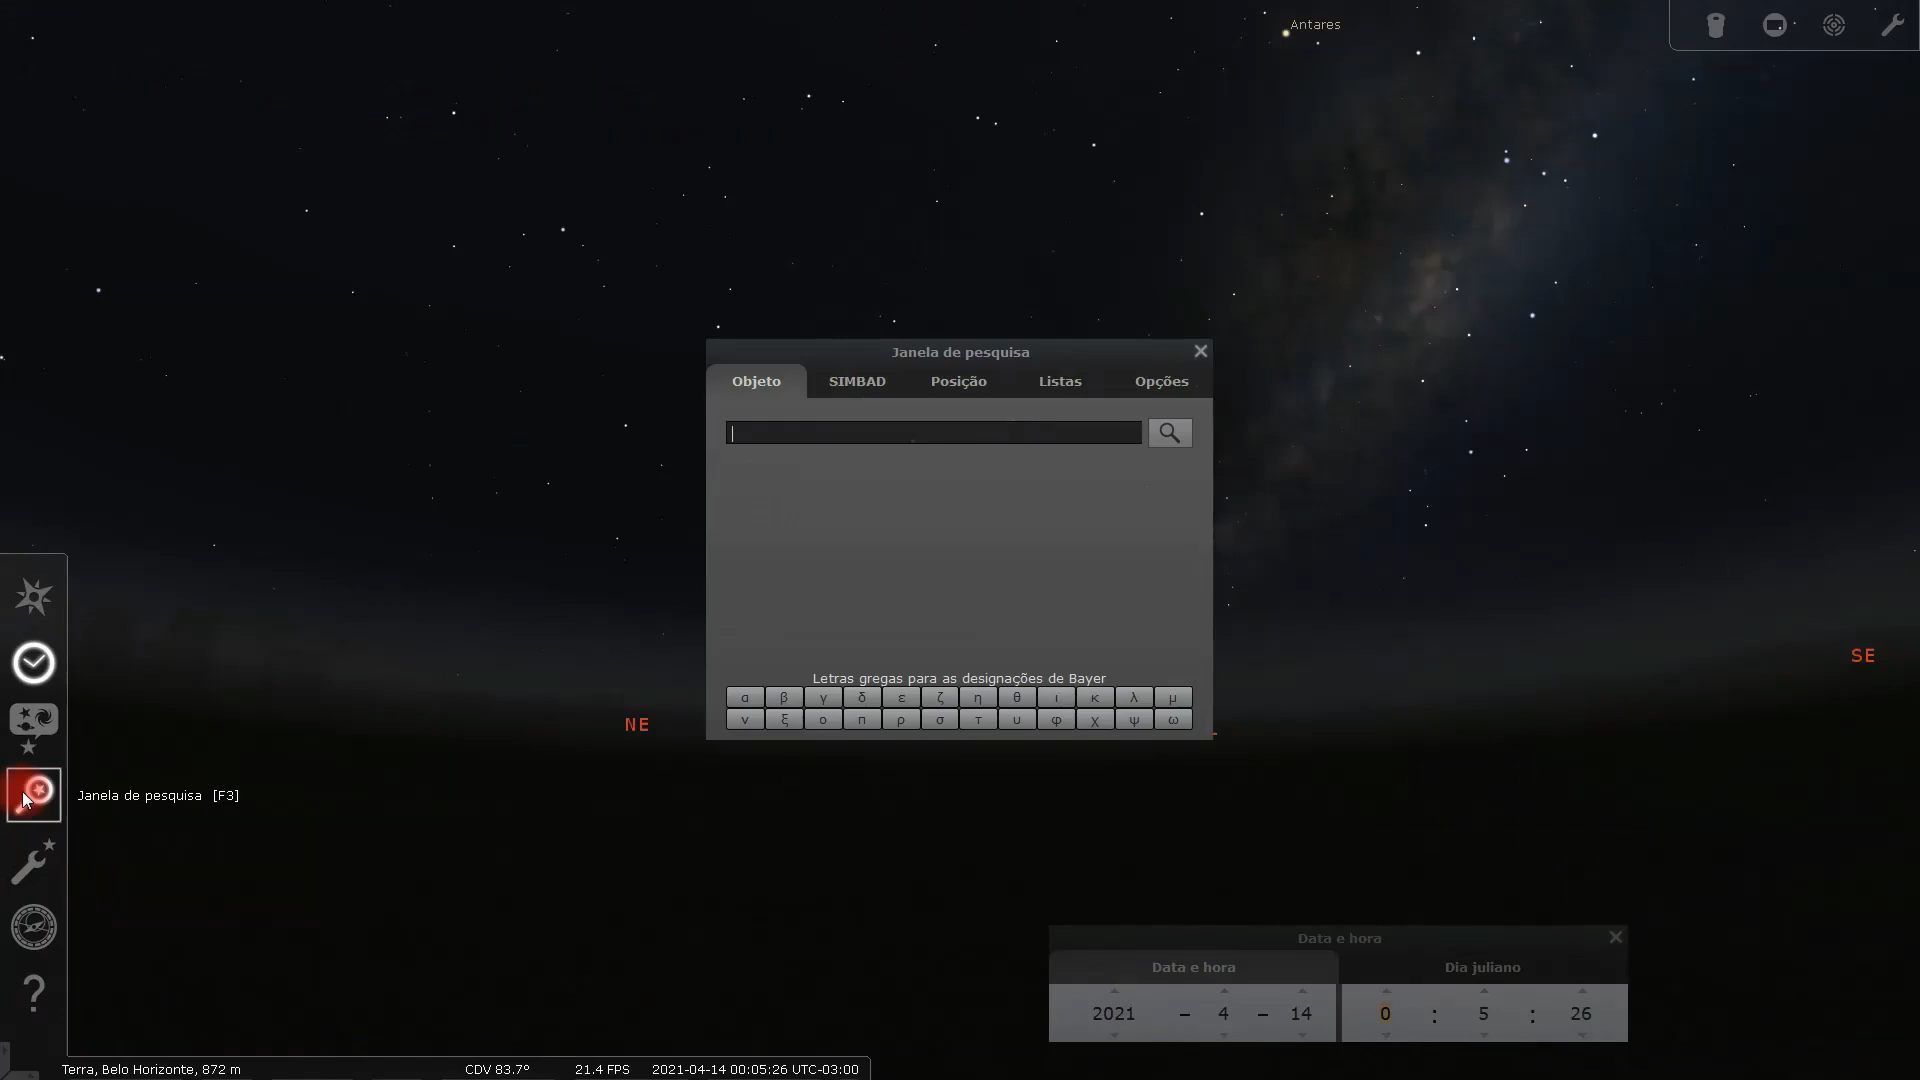 Antares
Janela de pesquisa
Objeto SIMBAD Posição Listas Opções
Letras gregas para as designações de Bayer
α β γ δ ε ζ η θ ι κ λ μ
ν ξ ο π ρ σ τ υ φ χ ψ ω
SE
NE
Janela de pesquisa [F3]
Data e hora
Data e hora Dia juliano
2021 – 4 – 14 0 : 5 : 26
Terra, Belo Horizonte, 872 m CDV 83.7° 21.4 FPS 2021-04-14 00:05:26 UTC-03:00